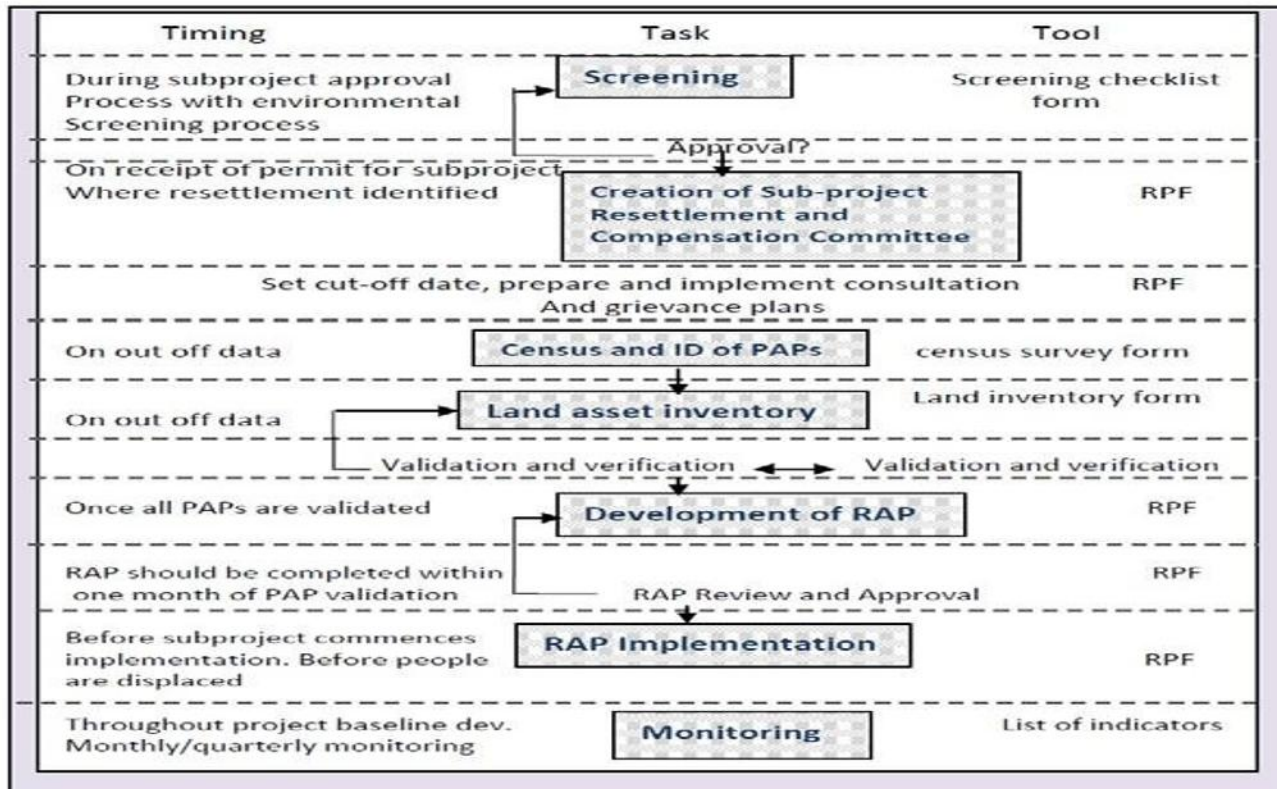 Timing Task Tool
During subproject approval Screening Screening checklist
Process with environmental form
Screening process
Approval?
On receipt of permit for subproject
Where resettlement identified Creation of Sub-project RPF
Resettlement and
Compensation Committee
Set cut-off date, prepare and implement consultation RPF
And grievance plans
On out off data Census and ID of PAPs census survey form
On out off data Land asset inventory Land inventory form
Validation and verification Validation and verification
Once all PAPs are validated Development of RAP RPF
RAP should be completed within RPF
one month of PAP validation RAP Review and Approval
Before subproject commences RAP Implementation
implementation. Before people RPF
are displaced
Throughout project baseline dev. Monitoring List of indicators
Monthly/quarterly monitoring